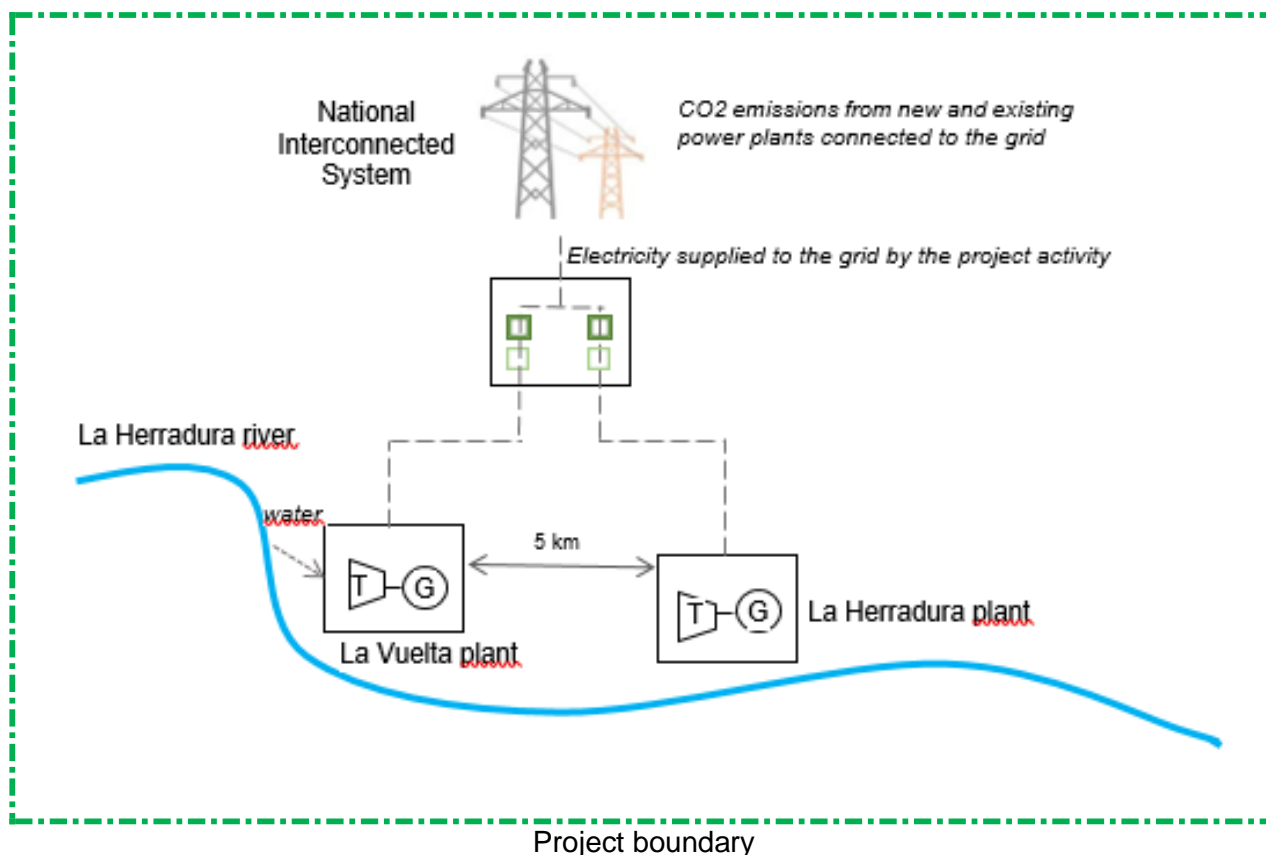 National
Interconnected
System
CO2 emissions from new and existing
power plants connected to the grid
Electricity supplied to the grid by the project activity
La Herradura river
water
5 km
T
G
T
G
La Herradura plant
La Vuelta plant
Project boundary